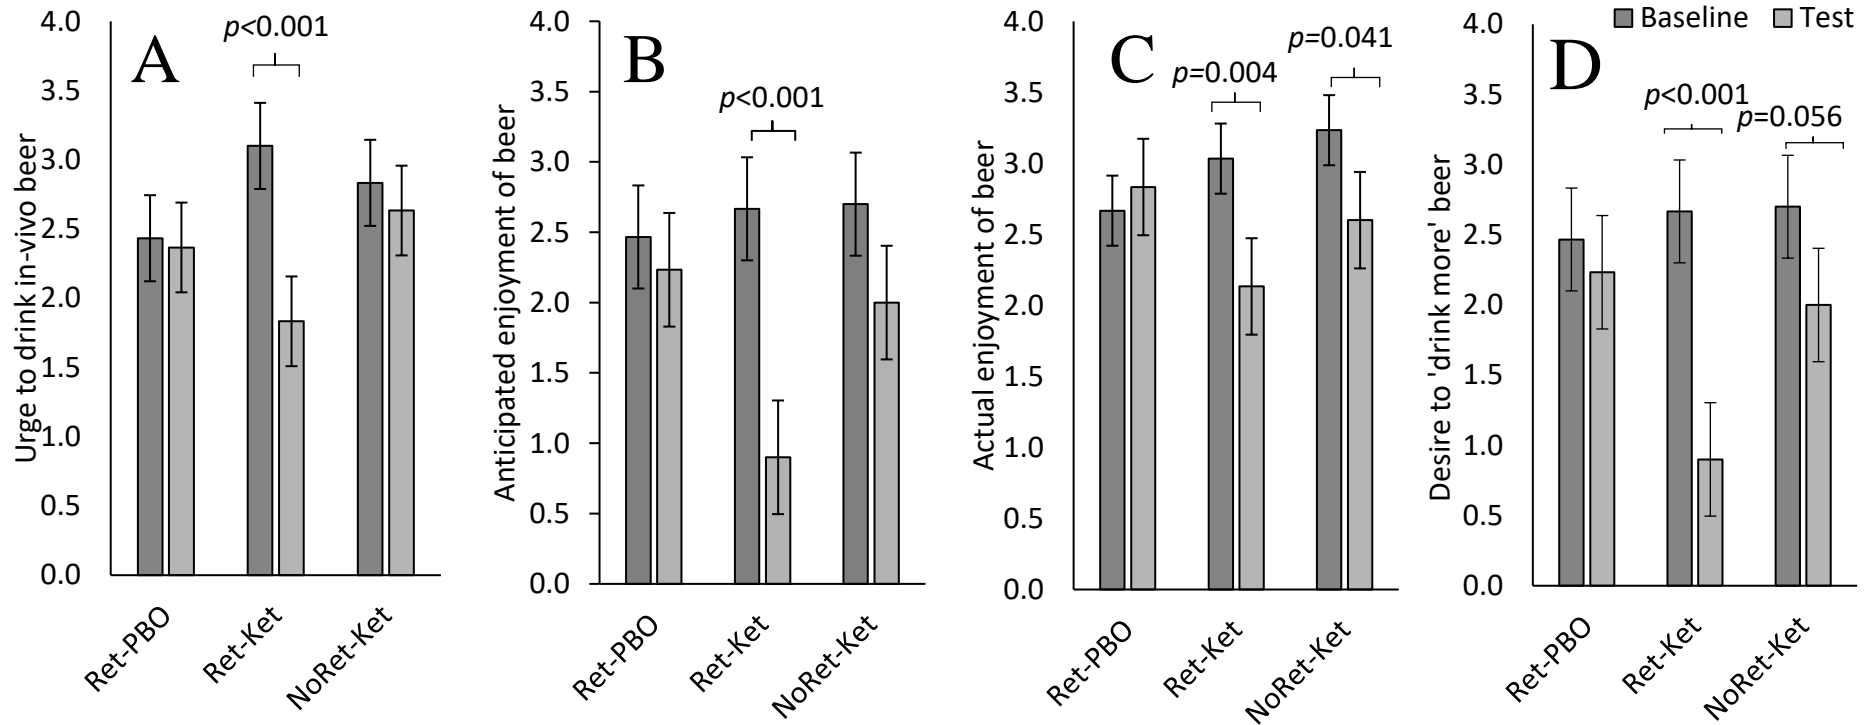 A
Urge to drink in-vivo beer
4.0
3.5
3.0
2.5
2.0
1.5
1.0
0.5
0.0
p<0.001
Ret-PBO
Ret-Ket
NoRet-Ket
B
Anticipated enjoyment of beer
4.0
3.5
3.0
2.5
2.0
1.5
1.0
0.5
0.0
p<0.001
Ret-PBO
Ret-Ket
NoRet-Ket
C
Actual enjoyment of beer
4.0
3.5
3.0
2.5
2.0
1.5
1.0
0.5
0.0
p=0.004
p=0.041
Ret-PBO
Ret-Ket
NoRet-Ket
Baseline
Test
D
Desire to 'drink more' beer
4.0
3.5
3.0
2.5
2.0
1.5
1.0
0.5
0.0
p<0.001
p=0.056
Ret-PBO
Ret-Ket
NoRet-Ket